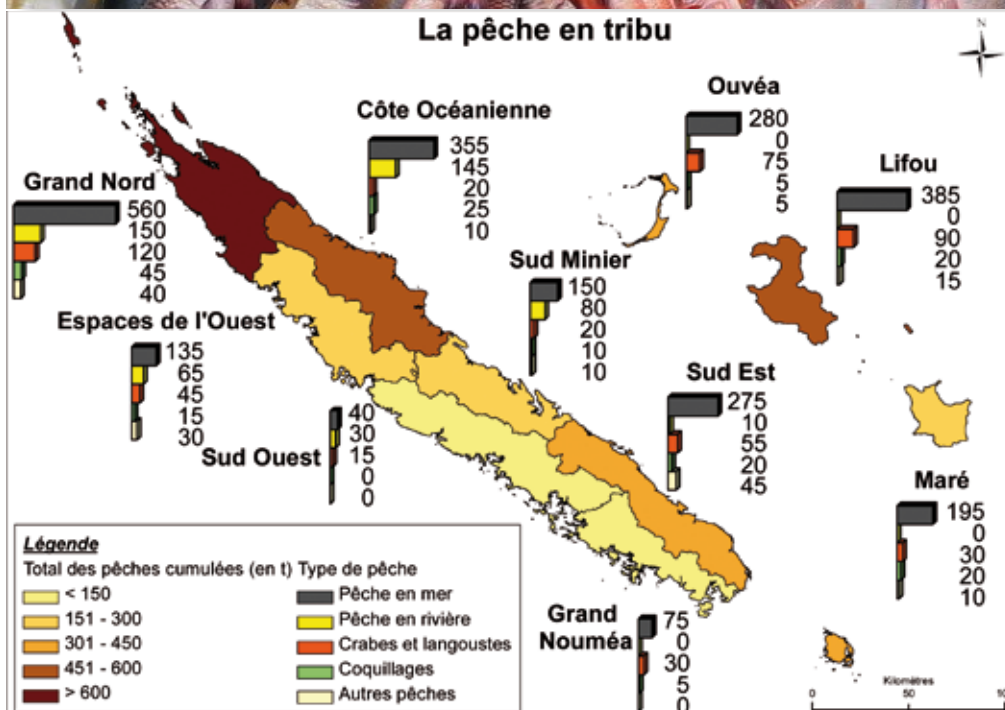 La pêche en tribu
N
Côte Océanienne
355
145
20
25
10
Ouvéa
280
0
75
5
5
Lifou
385
0
90
20
15
Grand Nord
560
150
120
45
40
Sud Minier
150
80
20
10
10
Espaces de l'Ouest
135
65
45
15
30
Sud Est
275
10
55
20
45
Sud Ouest
40
30
15
0
0
Maré
195
0
30
20
10
Grand
Nouméa
75
0
30
5
0
Légende
Total des pêches cumulées (en t) Type de pêche
< 150
151 - 300
301 - 450
451 - 600
> 600
Pêche en mer
Pêche en rivière
Crabes et langoustes
Coquillages
Autres pêches
Kilomètres
0 50